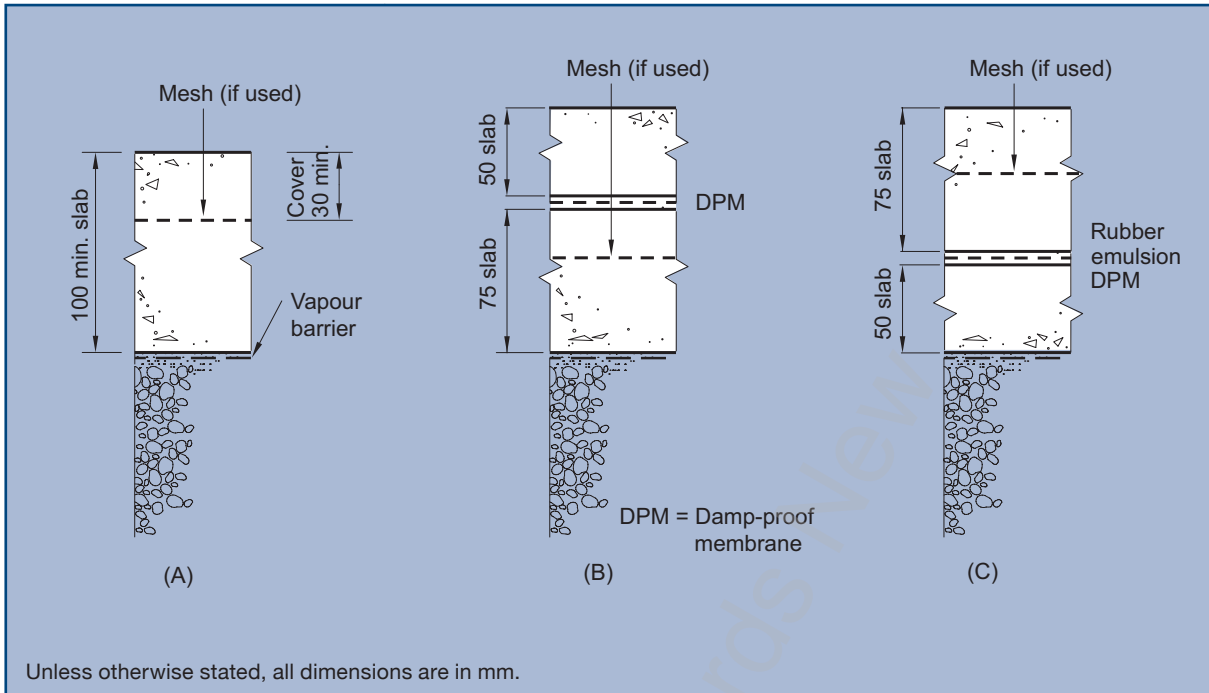 Mesh (if used)
100 min. slab
Cover
30 min.
Vapour
barrier
(A)
Mesh (if used)
50 slab
DPM
75 slab
DPM = Damp-proof
membrane
(B)
Mesh (if used)
75 slab
Rubber
emulsion
DPM
50 slab
(C)
Unless otherwise stated, all dimensions are in mm.
rds New